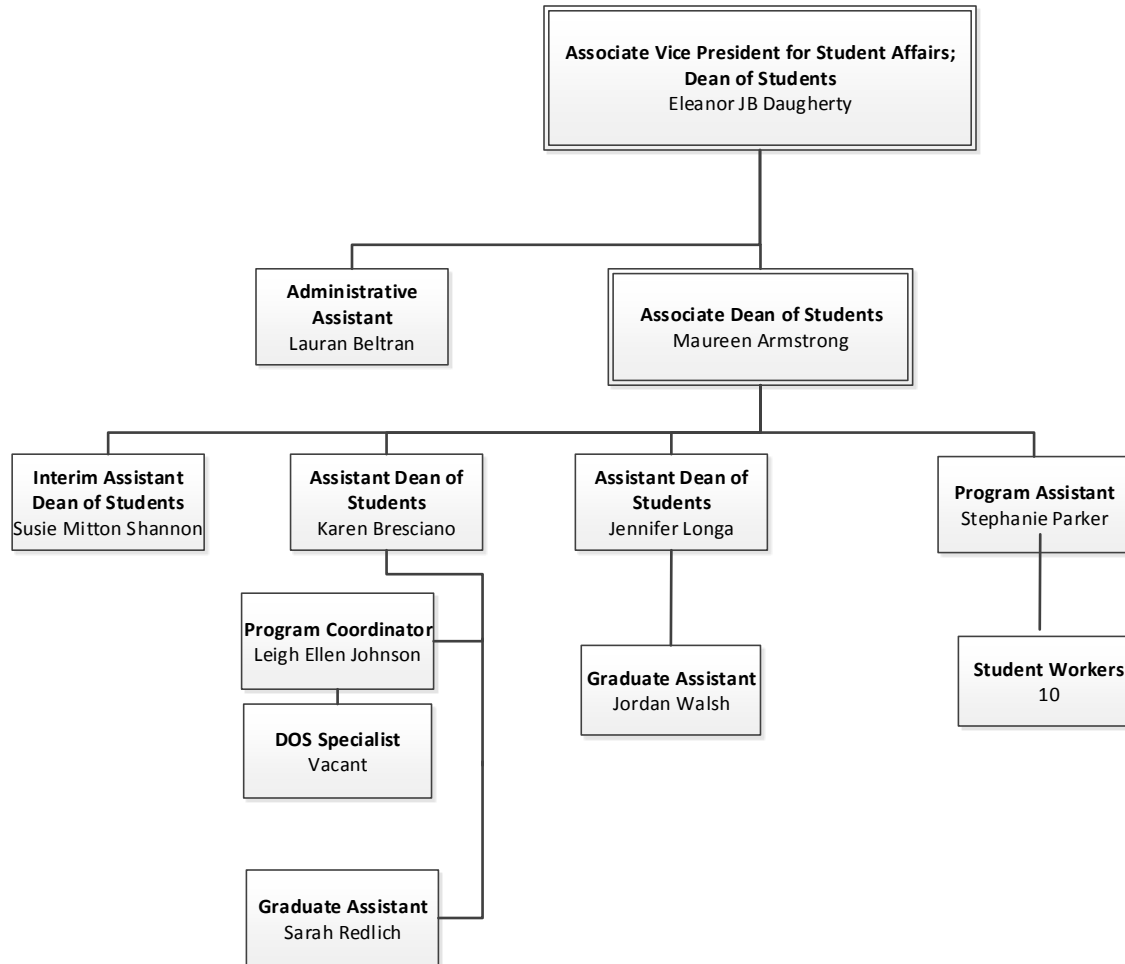 Associate Vice President for Student Affairs;
Dean of Students
Eleanor JB Daugherty
Administrative
Assistant
Lauran Beltran
Associate Dean of Students
Maureen Armstrong
Interim Assistant
Dean of Students
Susie Mitton Shannon
Assistant Dean of
Students
Karen Bresciano
Assistant Dean of
Students
Jennifer Longa
Program Assistant
Stephanie Parker
Program Coordinator
Leigh Ellen Johnson
DOS Specialist
Vacant
Graduate Assistant
Jordan Walsh
Student Workers
10
Graduate Assistant
Sarah Redlich